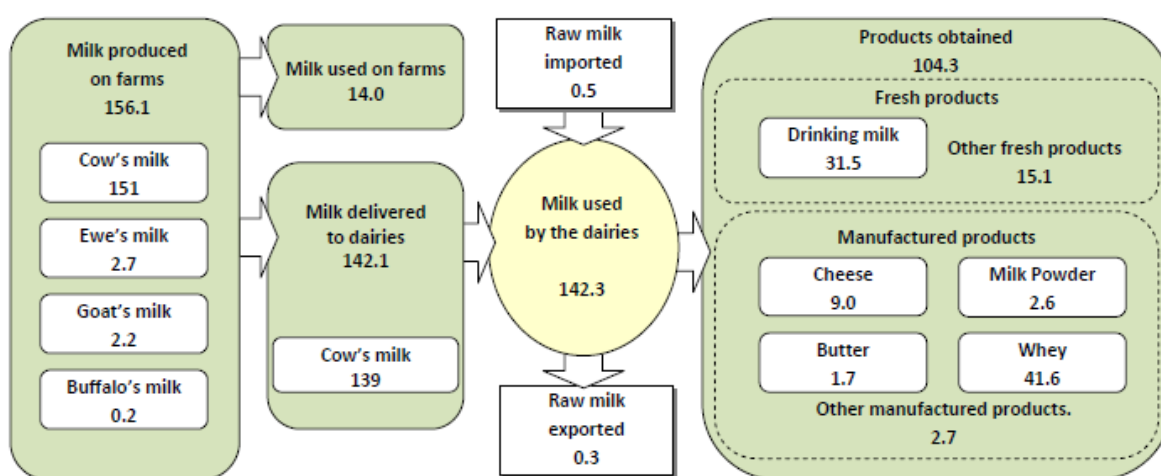 Milk produced
on farms
156.1
Cow's milk
151
Ewe's milk
2.7
Goat's milk
2.2
Buffalo's milk
0.2
Milk used on farms
14.0
Milk delivered
to dairies
142.1
Cow's milk
139
Raw milk
imported
0.5
Milk used
by the dairies
142.3
Raw milk
exported
0.3
Products obtained
104.3
Fresh products
Drinking milk
31.5
Other fresh products
15.1
Manufactured products
Cheese
9.0
Milk Powder
2.6
Butter
1.7
Whey
41.6
Other manufactured products.
2.7